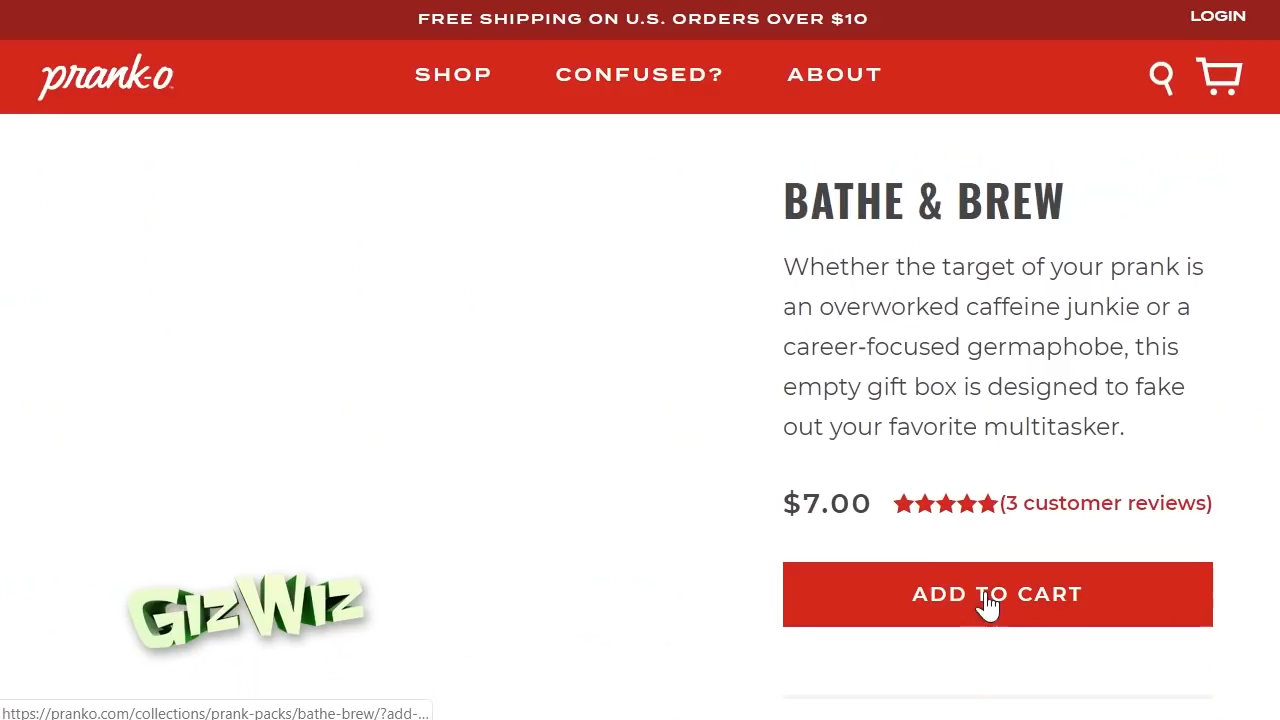 FREE SHIPPING ON U.S. ORDERS OVER $10
LOGIN
prank-o
SHOP
CONFUSED?
ABOUT
BATHE & BREW
Whether the target of your prank is
an overworked caffeine junkie or a
career-focused germaphobe, this
empty gift box is designed to fake
out your favorite multitasker.
$7.00
(3 customer reviews)
ADD TO CART
GizWiz
https://pranko.com/collections/prank-packs/bathe-brew/?add-...